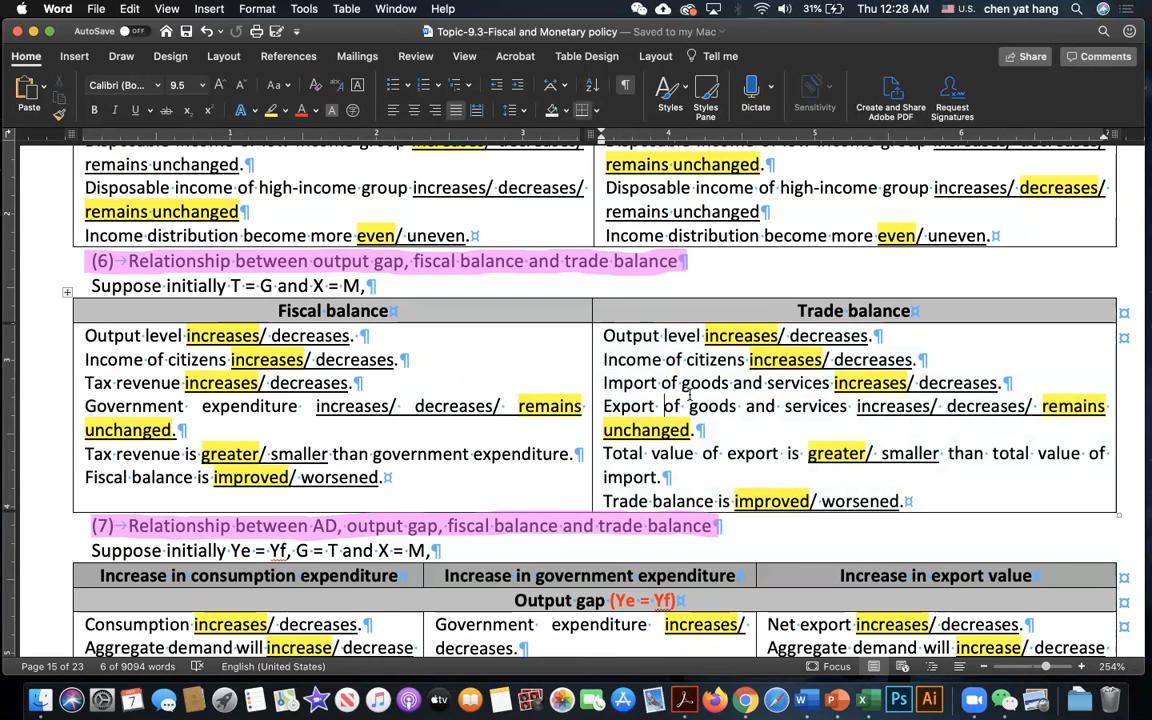 Word File Edit View Insert Format Tools Table Window Help 31% Thu 12:28 AM U.S. chen yat hang
AutoSave OFF Topic-9.3-Fiscal and Monetary policy — Saved to my Mac
Home Insert Draw Design Layout References Mailings Review View Acrobat Table Design Layout Tell me Share Comments
Calibri (Bo... 9.5
Paste Styles Styles Pane Dictate Sensitivity Create and Share Adobe PDF Request Signatures
remains unchanged.¶ remains unchanged.¶
Disposable income of high-income group increases/ decreases/ Disposable income of high-income group increases/ decreases/
remains unchanged¶ remains unchanged¶
Income distribution become more even/ uneven. Income distribution become more even/ uneven.
(6)→Relationship between output gap, fiscal balance and trade balance¶
Suppose initially T = G and X = M,¶
Fiscal balance Trade balance
Output level increases/ decreases. ¶ Output level increases/ decreases.¶
Income of citizens increases/ decreases.¶ Income of citizens increases/ decreases.¶
Tax revenue increases/ decreases.¶ Import of goods and services increases/ decreases.¶
Government expenditure increases/ decreases/ remains Export of goods and services increases/ decreases/ remains
unchanged.¶ unchanged.¶
Tax revenue is greater/ smaller than government expenditure.¶ Total value of export is greater/ smaller than total value of
Fiscal balance is improved/ worsened. import.¶
Trade balance is improved/ worsened.
(7)→Relationship between AD, output gap, fiscal balance and trade balance¶
Suppose initially Ye = Yf, G = T and X = M,¶
Increase in consumption expenditure Increase in government expenditure Increase in export value
Output gap (Ye = Yf)
Consumption increases/ decreases.¶ Government expenditure increases/ Net export increases/ decreases.¶
Aggregate demand will increase/ decrease decreases.¶ Aggregate demand will increase/ decrease
Page 15 of 23 6 of 9094 words English (United States) Focus 254%